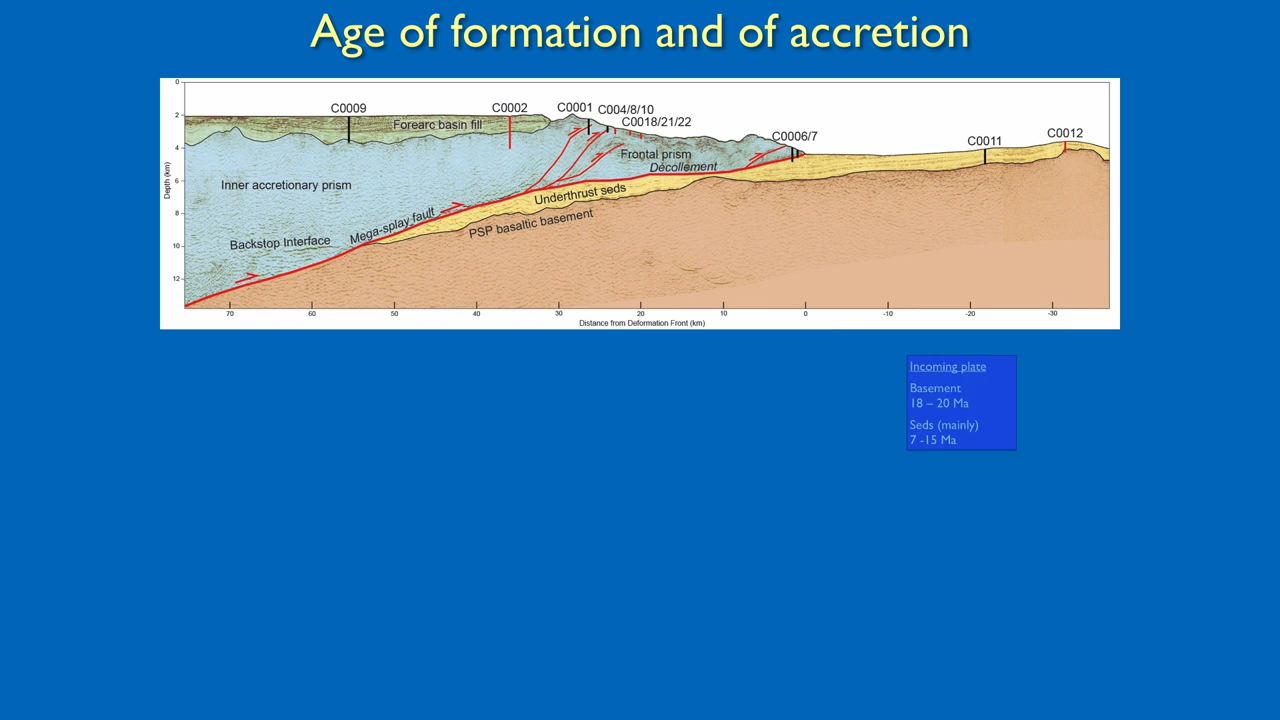 Age of formation and of accretion
0
2
4
6
8
10
12
Depth (km)
C0009
C0002
C0001
C004/8/10
C0018/21/22
C0006/7
C0011
C0012
Forearc basin fill
Frontal prism
Décollement
Inner accretionary prism
Underthrust seds
Mega-splay fault
PSP basaltic basement
Backstop Interface
70
60
50
40
30
20
10
0
-10
-20
-30
Distance from Deformation Front (km)
Incoming plate
Basement
18 – 20 Ma
Seds (mainly)
7 -15 Ma